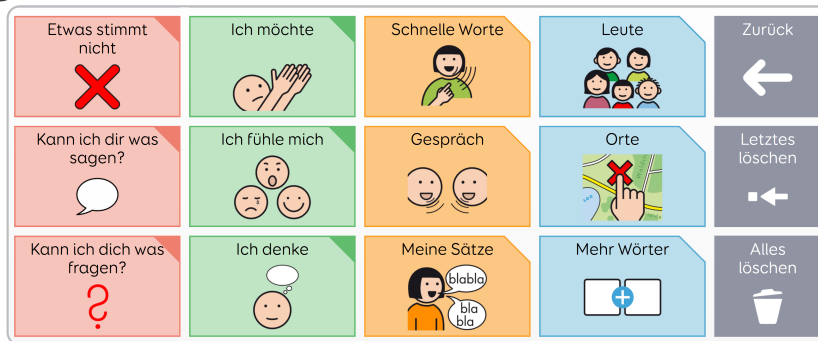 Etwas stimmt
nicht
Ich möchte
Schnelle Worte
Leute
Zurück
Kann ich dir was
sagen?
Ich fühle mich
Gespräch
Orte
Letztes
löschen
Kann ich dich was
fragen?
?
Ich denke
Meine Sätze
blabla
bla
bla
Mehr Wörter
Alles
löschen